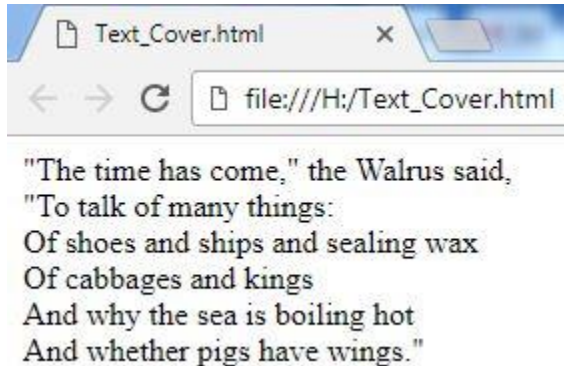 Text_Cover.html
file:///H:/Text_Cover.html
"The time has come," the Walrus said,
"To talk of many things:
Of shoes and ships and sealing wax
Of cabbages and kings
And why the sea is boiling hot
And whether pigs have wings."